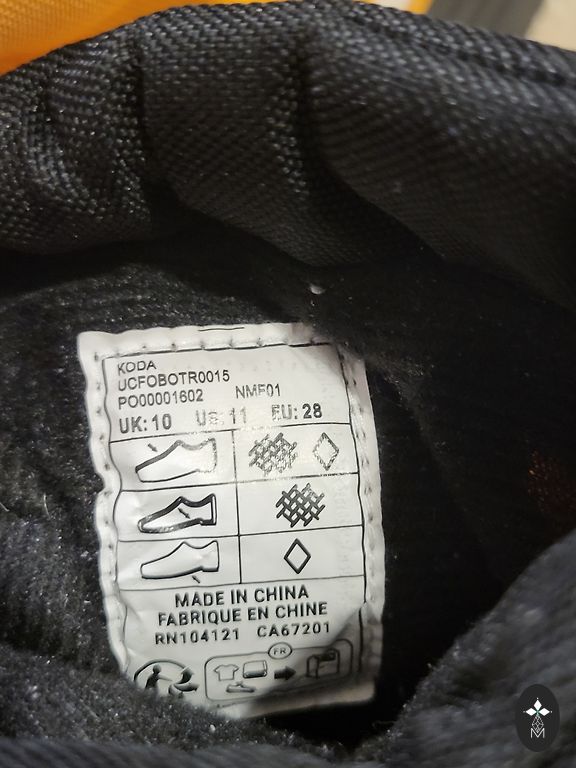 KODA
UCFOBOTR0015
PO00001602 NMF01
UK: 10 US: 11 EU: 28
MADE IN CHINA
FABRIQUE EN CHINE
RN104121 CA67201
FR
M